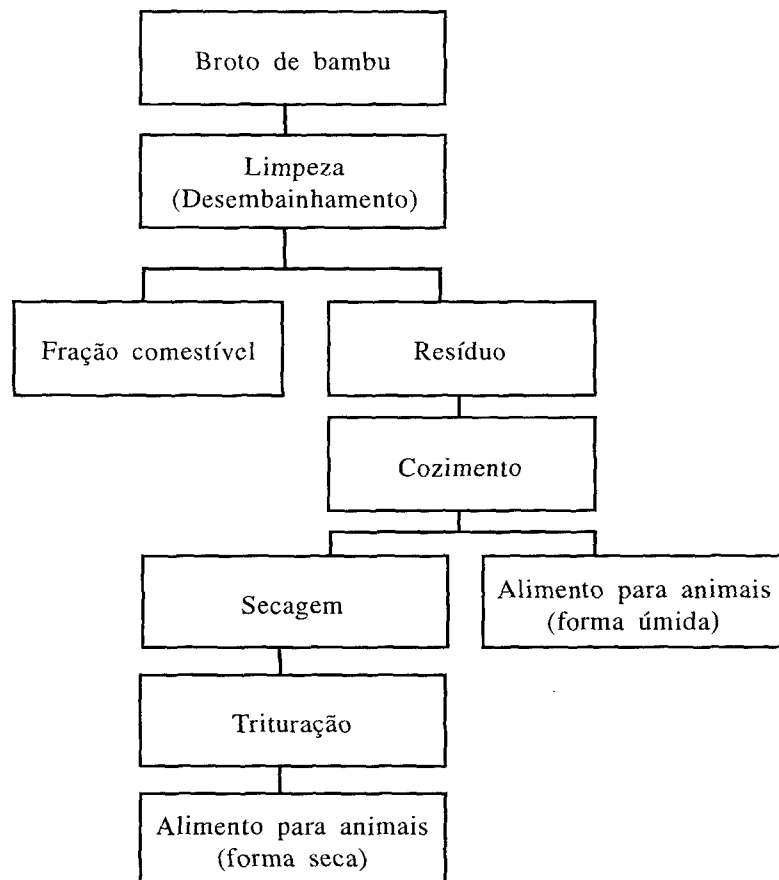 Broto de bambu
Limpeza
(Desembainhamento)
Fração comestível
Resíduo
Cozimento
Secagem
Alimento para animais
(forma úmida)
Trituração
Alimento para animais
(forma seca)